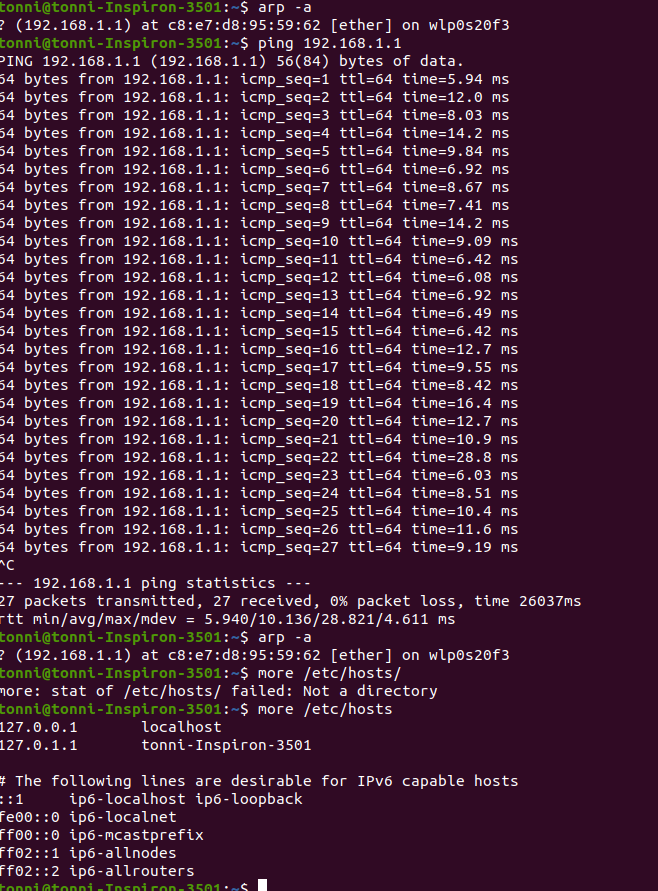 tonni@tonni-Inspiron-3501:~$ arp -a
? (192.168.1.1) at c8:e7:d8:95:59:62 [ether] on wlp0s20f3
tonni@tonni-Inspiron-3501:~$ ping 192.168.1.1
PING 192.168.1.1 (192.168.1.1) 56(84) bytes of data.
64 bytes from 192.168.1.1: icmp_seq=1 ttl=64 time=5.94 ms
64 bytes from 192.168.1.1: icmp_seq=2 ttl=64 time=12.0 ms
64 bytes from 192.168.1.1: icmp_seq=3 ttl=64 time=8.03 ms
64 bytes from 192.168.1.1: icmp_seq=4 ttl=64 time=14.2 ms
64 bytes from 192.168.1.1: icmp_seq=5 ttl=64 time=9.84 ms
64 bytes from 192.168.1.1: icmp_seq=6 ttl=64 time=6.92 ms
64 bytes from 192.168.1.1: icmp_seq=7 ttl=64 time=8.67 ms
64 bytes from 192.168.1.1: icmp_seq=8 ttl=64 time=7.41 ms
64 bytes from 192.168.1.1: icmp_seq=9 ttl=64 time=14.2 ms
64 bytes from 192.168.1.1: icmp_seq=10 ttl=64 time=9.09 ms
64 bytes from 192.168.1.1: icmp_seq=11 ttl=64 time=6.42 ms
64 bytes from 192.168.1.1: icmp_seq=12 ttl=64 time=6.08 ms
64 bytes from 192.168.1.1: icmp_seq=13 ttl=64 time=6.92 ms
64 bytes from 192.168.1.1: icmp_seq=14 ttl=64 time=6.49 ms
64 bytes from 192.168.1.1: icmp_seq=15 ttl=64 time=6.42 ms
64 bytes from 192.168.1.1: icmp_seq=16 ttl=64 time=12.7 ms
64 bytes from 192.168.1.1: icmp_seq=17 ttl=64 time=9.55 ms
64 bytes from 192.168.1.1: icmp_seq=18 ttl=64 time=8.42 ms
64 bytes from 192.168.1.1: icmp_seq=19 ttl=64 time=16.4 ms
64 bytes from 192.168.1.1: icmp_seq=20 ttl=64 time=12.7 ms
64 bytes from 192.168.1.1: icmp_seq=21 ttl=64 time=10.9 ms
64 bytes from 192.168.1.1: icmp_seq=22 ttl=64 time=28.8 ms
64 bytes from 192.168.1.1: icmp_seq=23 ttl=64 time=6.03 ms
64 bytes from 192.168.1.1: icmp_seq=24 ttl=64 time=8.51 ms
64 bytes from 192.168.1.1: icmp_seq=25 ttl=64 time=10.4 ms
64 bytes from 192.168.1.1: icmp_seq=26 ttl=64 time=11.6 ms
64 bytes from 192.168.1.1: icmp_seq=27 ttl=64 time=9.19 ms
^C
--- 192.168.1.1 ping statistics ---
27 packets transmitted, 27 received, 0% packet loss, time 26037ms
rtt min/avg/max/mdev = 5.940/10.136/28.821/4.611 ms
tonni@tonni-Inspiron-3501:~$ arp -a
? (192.168.1.1) at c8:e7:d8:95:59:62 [ether] on wlp0s20f3
tonni@tonni-Inspiron-3501:~$ more /etc/hosts/
more: stat of /etc/hosts/ failed: Not a directory
tonni@tonni-Inspiron-3501:~$ more /etc/hosts
127.0.0.1 localhost
127.0.1.1 tonni-Inspiron-3501
# The following lines are desirable for IPv6 capable hosts
::1 ip6-localhost ip6-loopback
fe00::0 ip6-localnet
ff00::0 ip6-mcastprefix
ff02::1 ip6-allnodes
ff02::2 ip6-allrouters
tonni@tonni-Inspiron-3501:~$